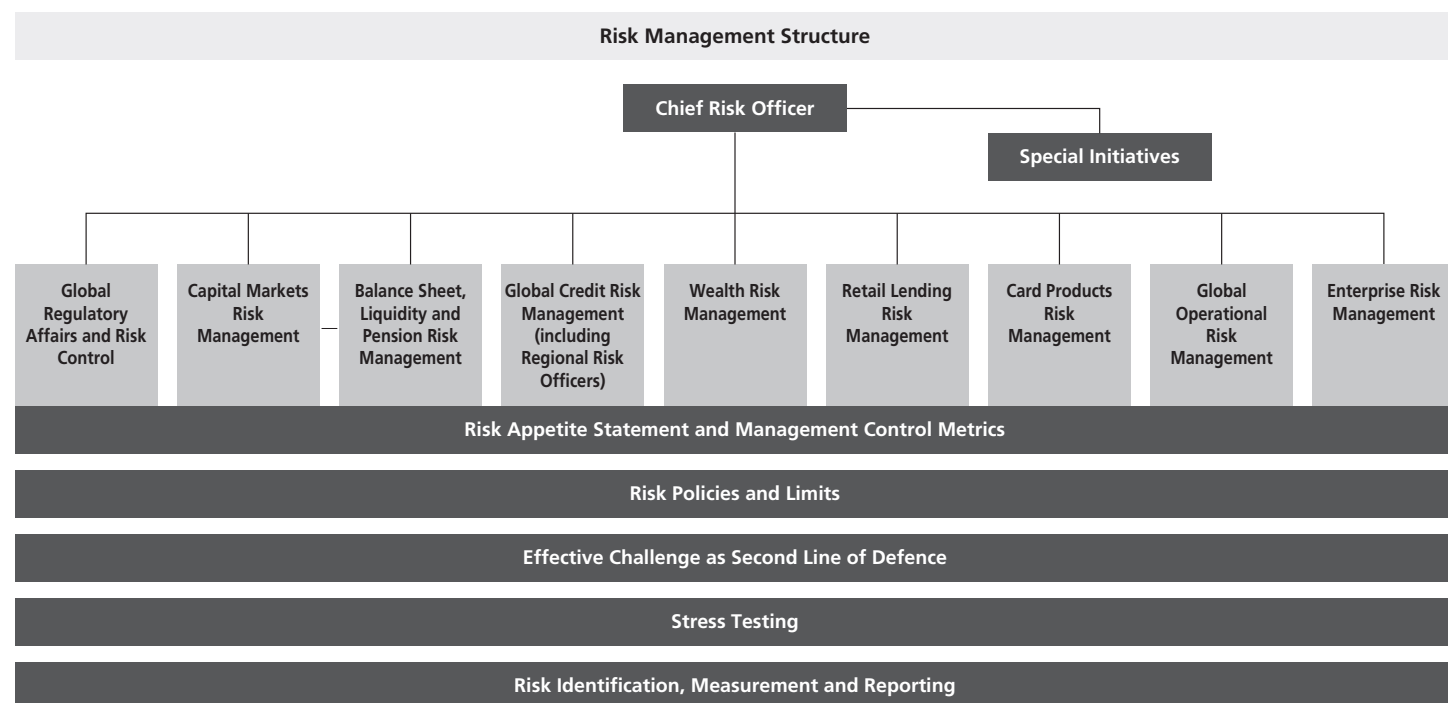 Risk Management Structure
Chief Risk Officer
Special Initiatives
Global
Regulatory
Affairs and Risk
Control
Capital Markets
Risk
Management
Balance Sheet,
Liquidity and
Pension Risk
Management
Global Credit Risk
Management
(including
Regional Risk
Officers)
Wealth Risk
Management
Retail Lending
Risk
Management
Card Products
Risk
Management
Global
Operational
Risk
Management
Enterprise Risk
Management
Risk Appetite Statement and Management Control Metrics
Risk Policies and Limits
Effective Challenge as Second Line of Defence
Stress Testing
Risk Identification, Measurement and Reporting